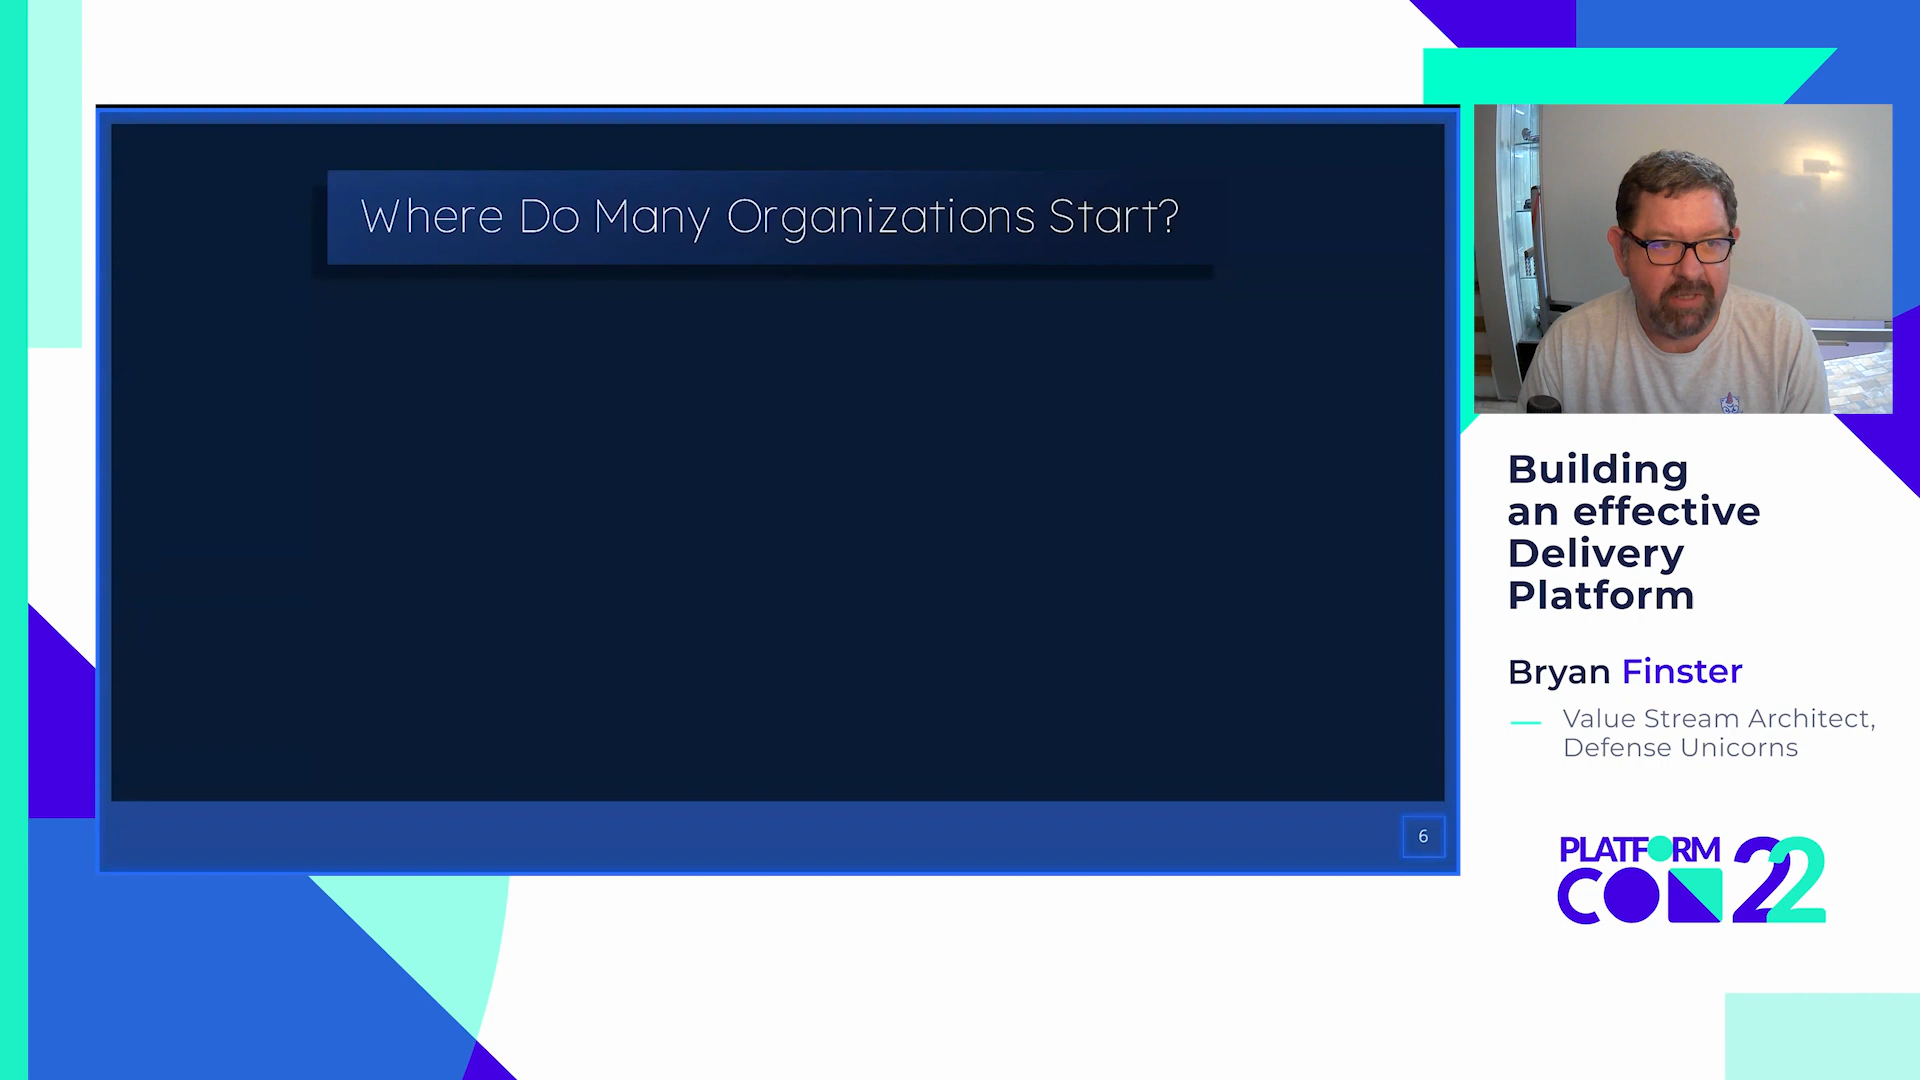 Where Do Many Organizations Start?
6
Building
an effective
Delivery
Platform
Bryan Finster
Value Stream Architect,
Defense Unicorns
PLATFORM
CON 22